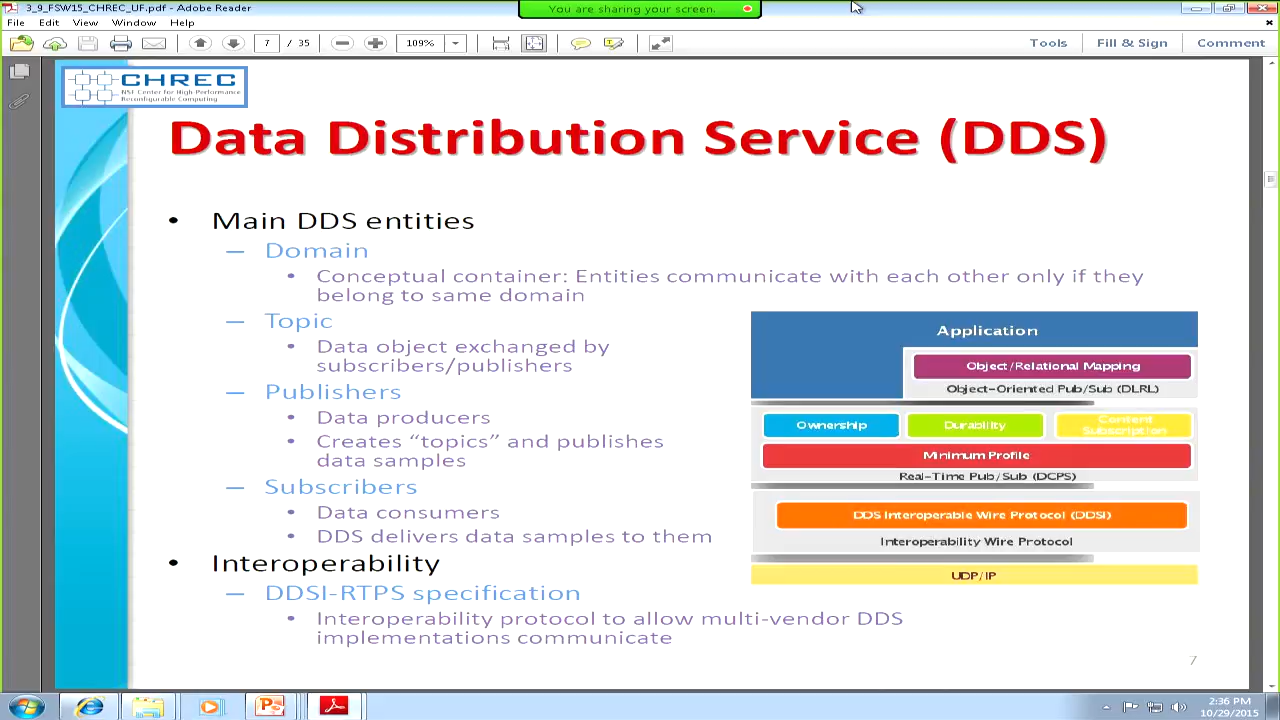 3_9_FSW15_CHREC_UF.pdf - Adobe Reader
You are sharing your screen.
File Edit View Window Help
7 / 35
109%
Tools Fill & Sign Comment
CHREC
NSF Center for High-Performance
Reconfigurable Computing
Data Distribution Service (DDS)
• Main DDS entities
– Domain
• Conceptual container: Entities communicate with each other only if they
belong to same domain
– Topic
• Data object exchanged by
subscribers/publishers
– Publishers
• Data producers
• Creates “topics” and publishes
data samples
– Subscribers
• Data consumers
• DDS delivers data samples to them
• Interoperability
– DDSI-RTPS specification
• Interoperability protocol to allow multi-vendor DDS
implementations communicate
Application
Object/Relational Mapping
Object-Oriented Pub/Sub (DLRL)
Ownership
Durability
Content
Subscription
Minimum Profile
Real-Time Pub/Sub (DCPS)
DDS Interoperable Wire Protocol (DDSI)
Interoperability Wire Protocol
UDP/IP
7
2:36 PM
10/29/2015